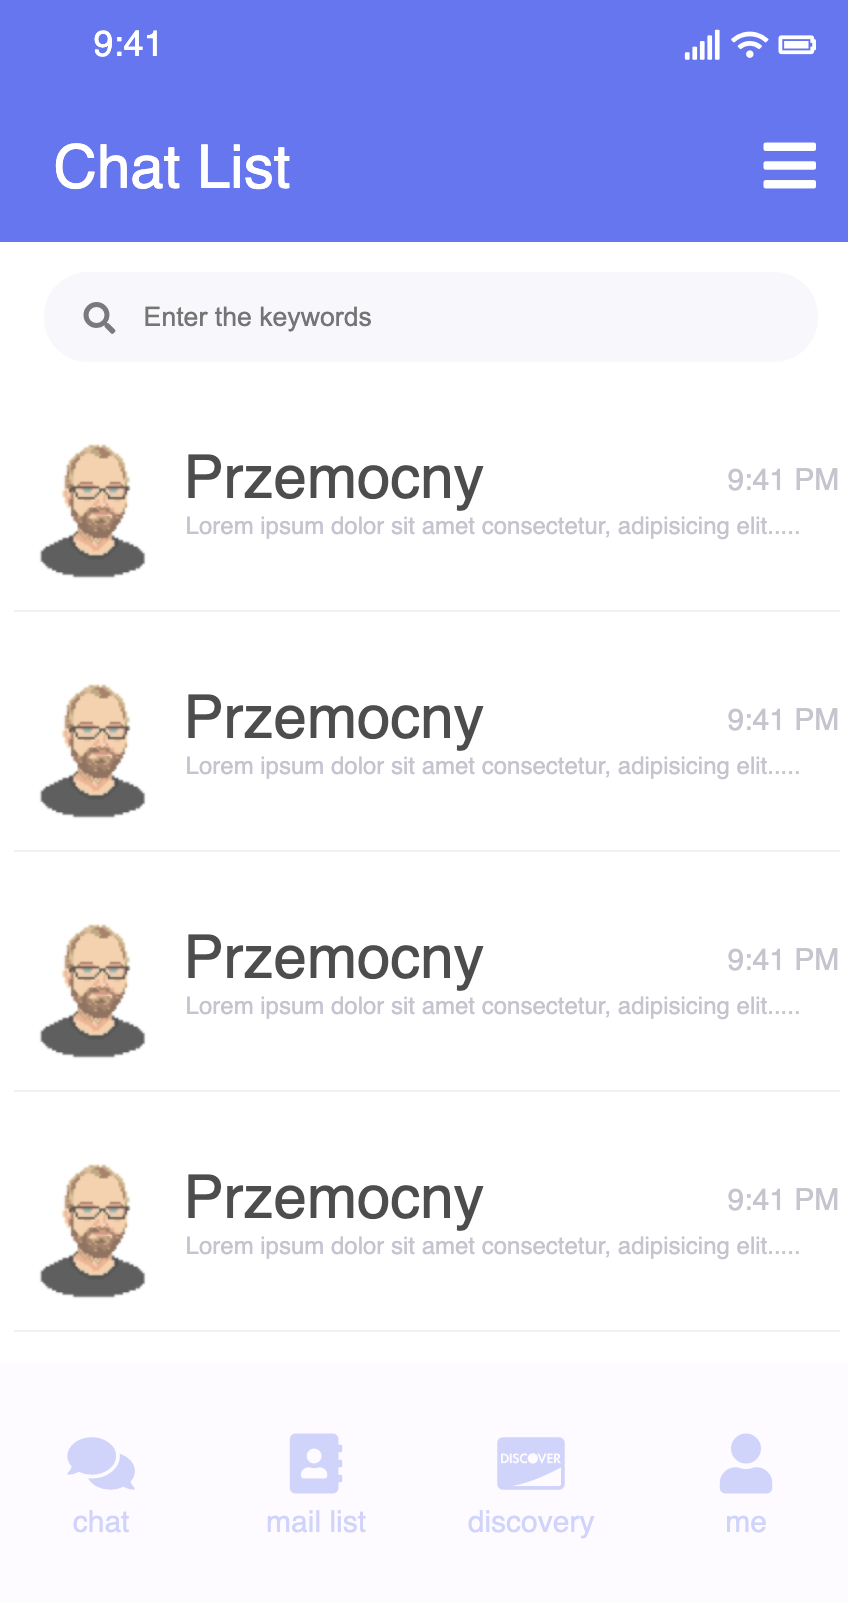 9:41
Chat List
Enter the keywords
Przemocny
9:41 PM
Lorem ipsum dolor sit amet consectetur, adipisicing elit.....
Przemocny
9:41 PM
Lorem ipsum dolor sit amet consectetur, adipisicing elit.....
Przemocny
9:41 PM
Lorem ipsum dolor sit amet consectetur, adipisicing elit.....
Przemocny
9:41 PM
Lorem ipsum dolor sit amet consectetur, adipisicing elit.....
DISCOVER
chat
mail list
discovery
me